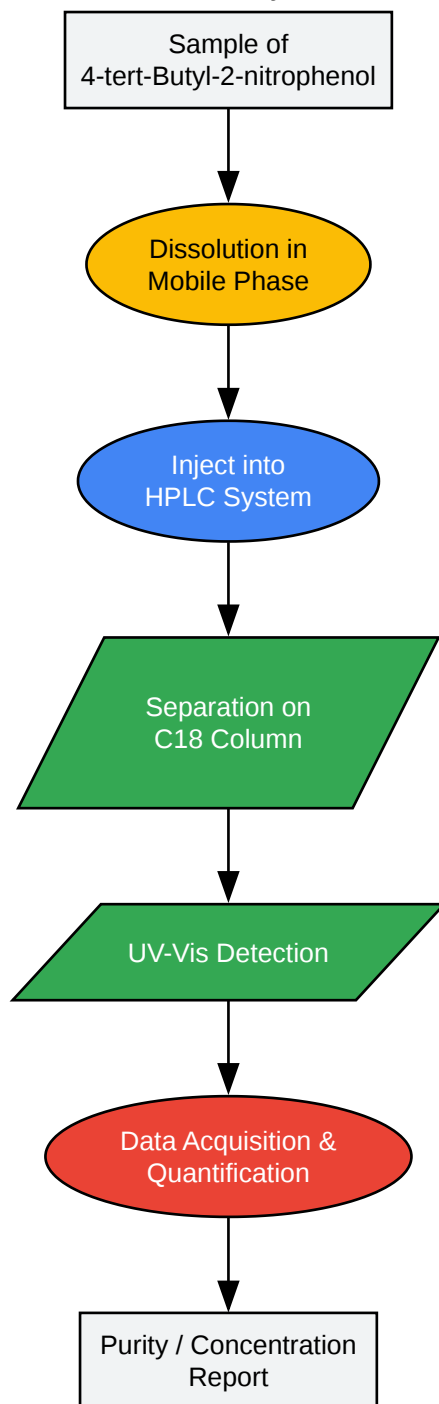 Sample of
4-tert-Butyl-2-nitrophenol
Dissolution in
Mobile Phase
Inject into
HPLC System
Separation on
C18 Column
UV-Vis Detection
Data Acquisition &
Quantification
Purity / Concentration
Report